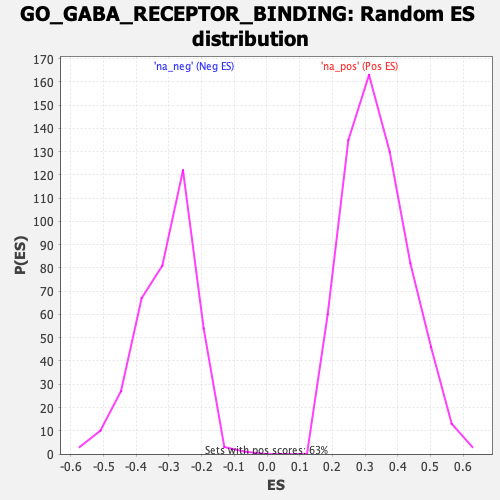 GO_GABA_RECEPTOR_BINDING: Random ES
distribution
'na_neg' (Neg ES)
'na_pos' (Pos ES)
170
160
150
140
130
120
110
100
90
80
70
60
50
40
30
20
10
0
P(ES)
Sets with pos scores: 63%
-0.6 -0.5 -0.4 -0.3 -0.2 -0.1 0.0 0.1 0.2 0.3 0.4 0.5 0.6
ES